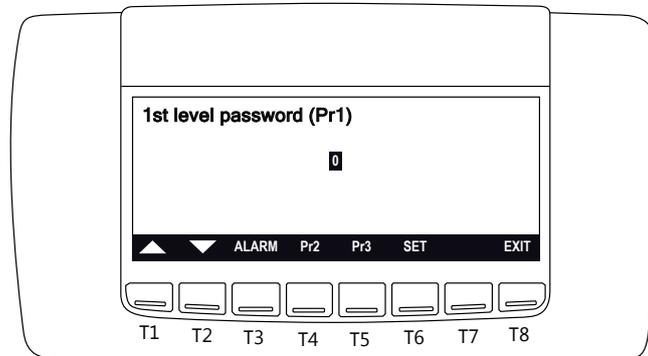 1st level password (Pr1)
0
ALARM Pr2 Pr3 SET EXIT
T1 T2 T3 T4 T5 T6 T7 T8